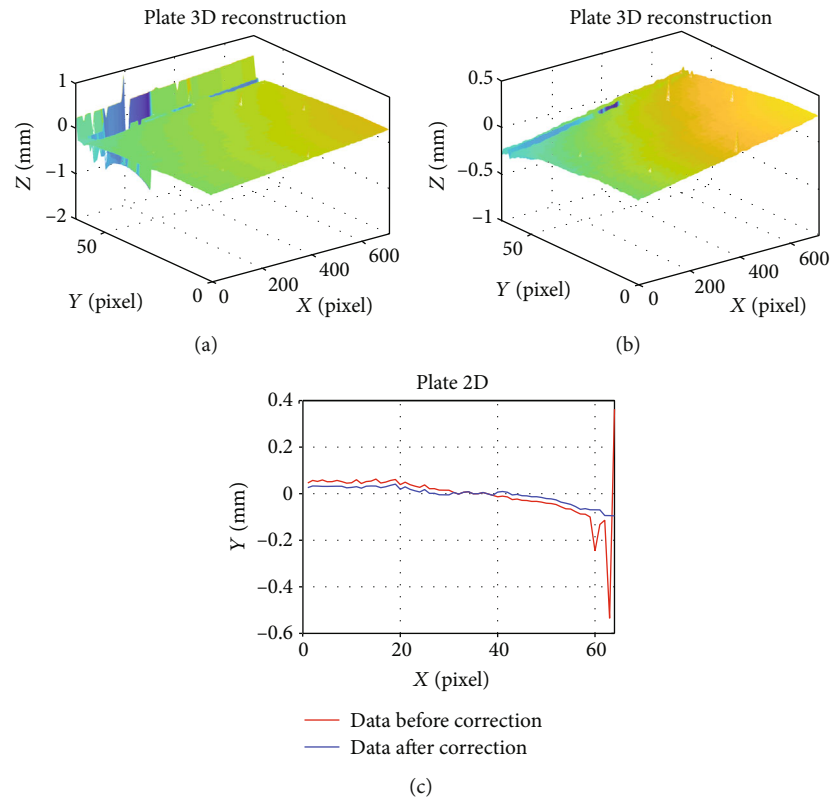 Plate 3D reconstruction
1
0
−1
−2
Z (mm)
50
0
Y (pixel)
0
200
400
600
X (pixel)
(a)
Plate 3D reconstruction
0.5
0
−0.5
−1
Z (mm)
50
0
Y (pixel)
0
200
400
600
X (pixel)
(b)
Plate 2D
0.4
0.2
0
−0.2
−0.4
−0.6
Y (mm)
0
20
40
60
X (pixel)
Data before correction
Data after correction
(c)